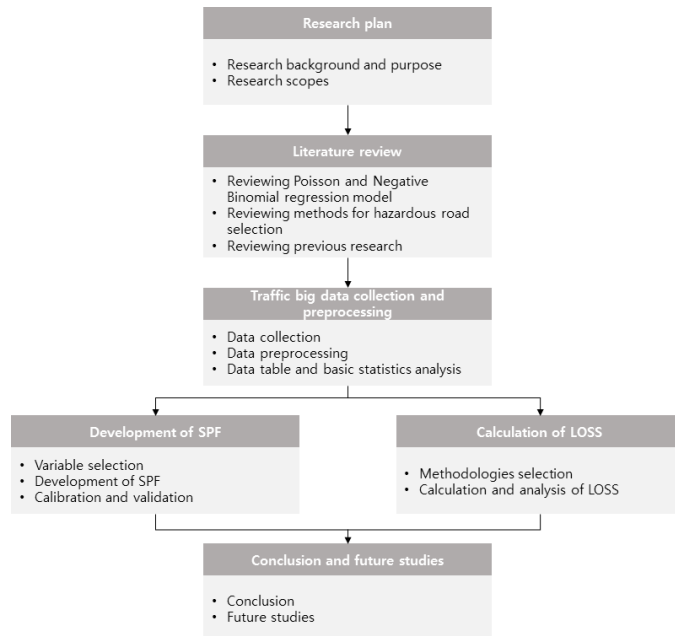 Research plan
• Research background and purpose
• Research scopes
Literature review
• Reviewing Poisson and Negative
Binomial regression model
• Reviewing methods for hazardous road
selection
• Reviewing previous research
Traffic big data collection and
preprocessing
• Data collection
• Data preprocessing
• Data table and basic statistics analysis
Development of SPF
• Variable selection
• Development of SPF
• Calibration and validation
Calculation of LOSS
• Methodologies selection
• Calculation and analysis of LOSS
Conclusion and future studies
• Conclusion
• Future studies